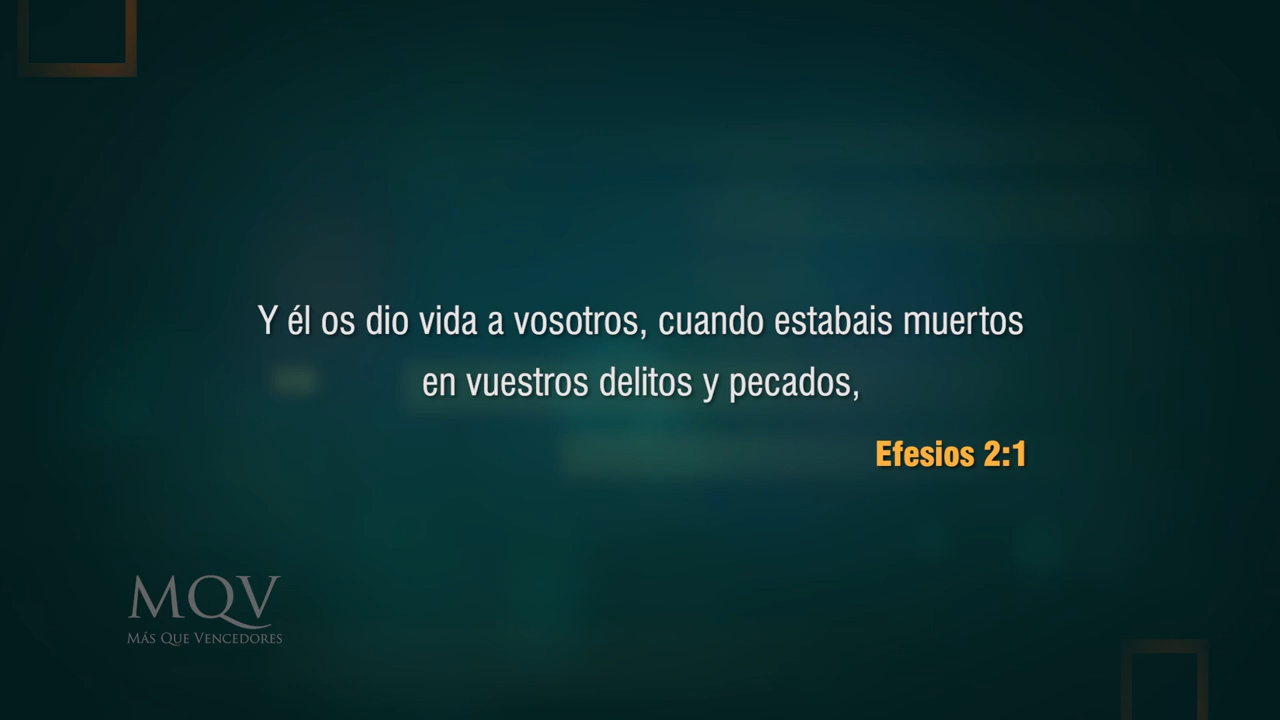 Y él os dio vida a vosotros, cuando estabais muertos
en vuestros delitos y pecados,
Efesios 2:1
MQV
MÁS QUE VENCEDORES